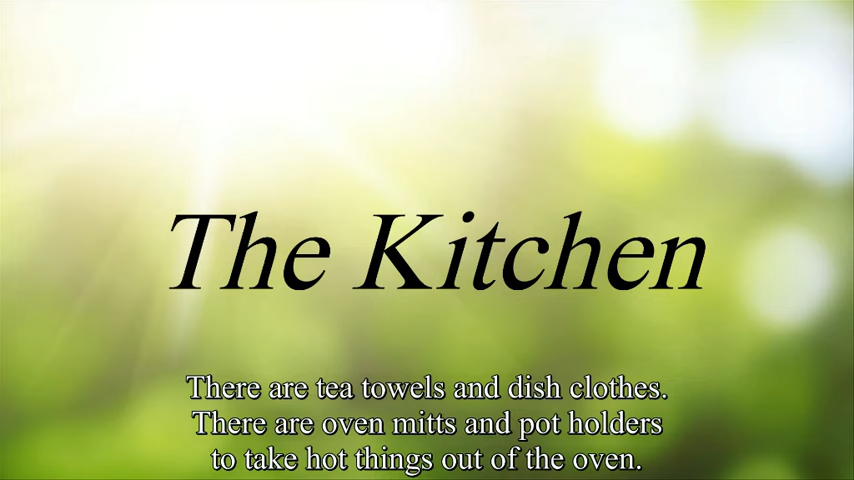 The Kitchen
There are tea towels and dish clothes.
There are oven mitts and pot holders
to take hot things out of the oven.